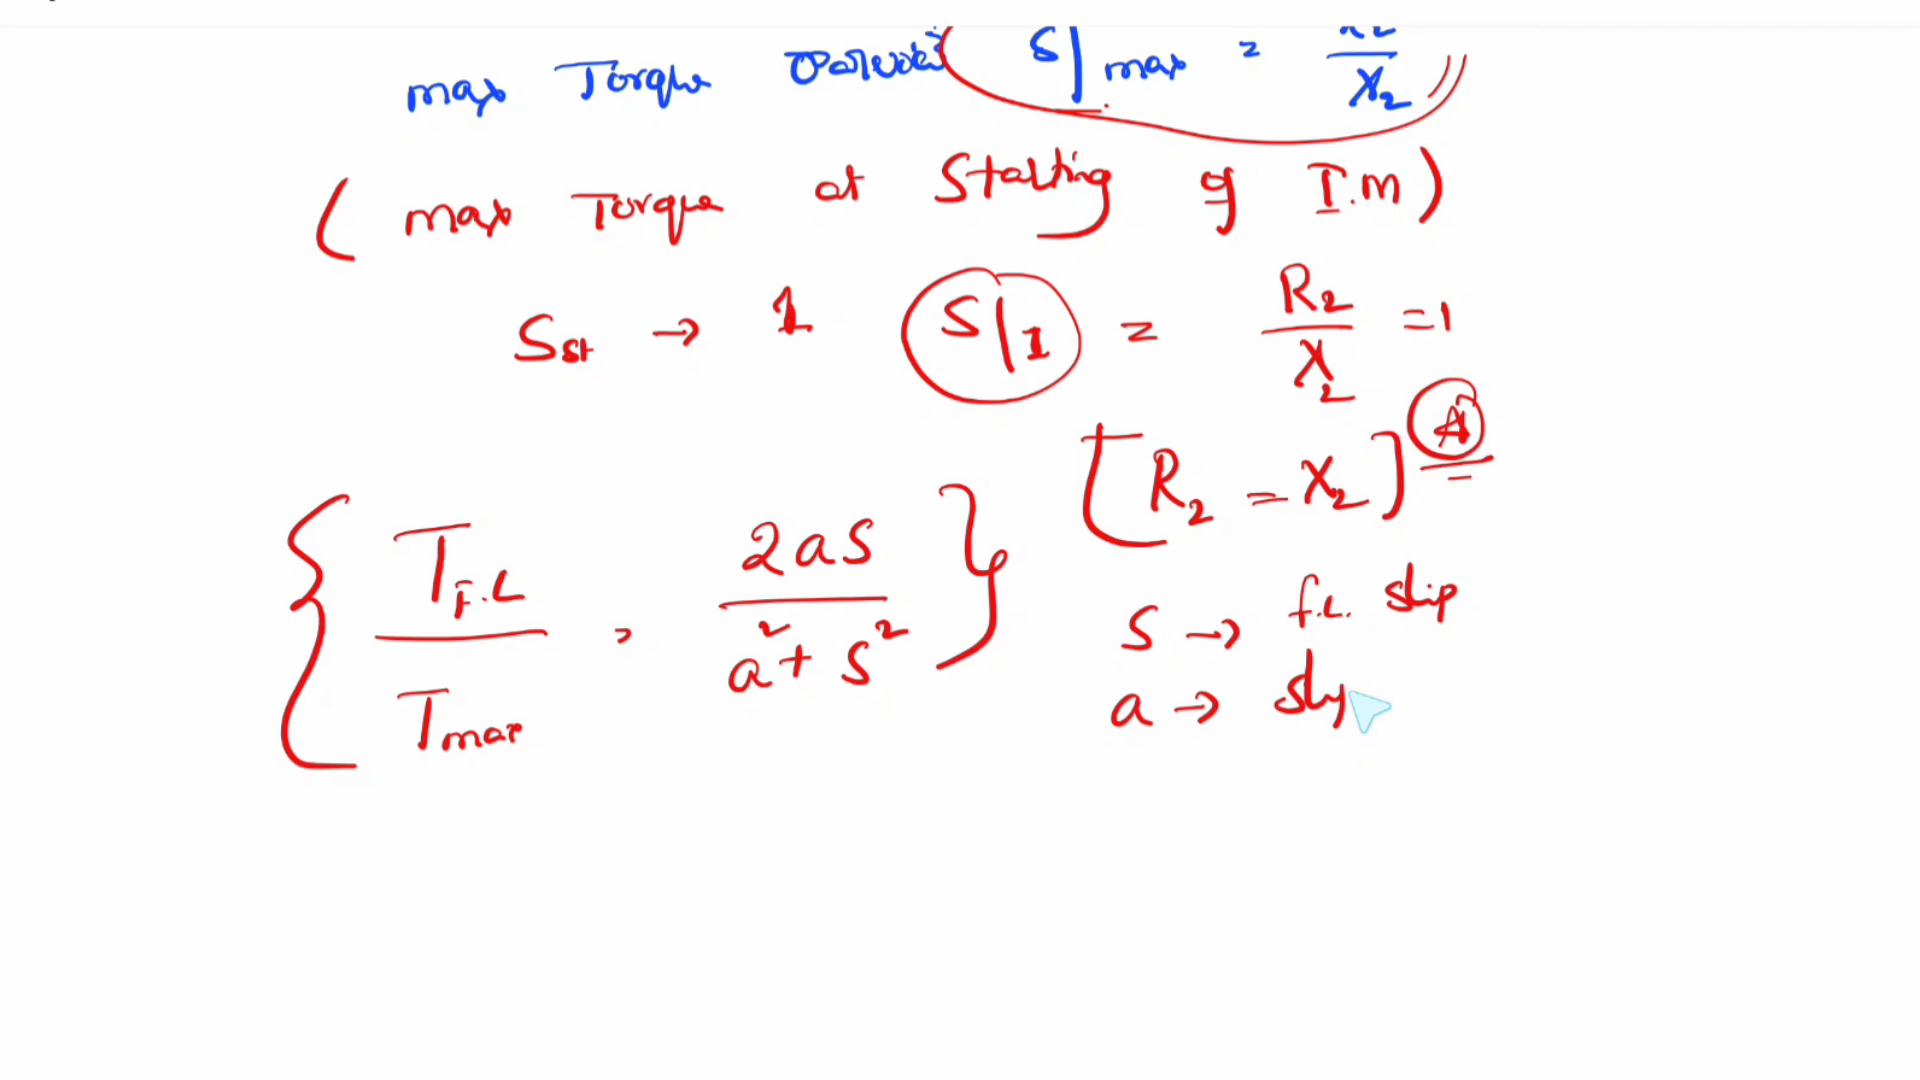 max Torque S|max = R2/X2
( max Torque at Starting of I.M )
Sst → 1 S|1 = R2/X2 = 1
[R2 = X2] A
{ TF.L/Tmax = 2as/a²+s² }
S → f.L. slip
a → slip